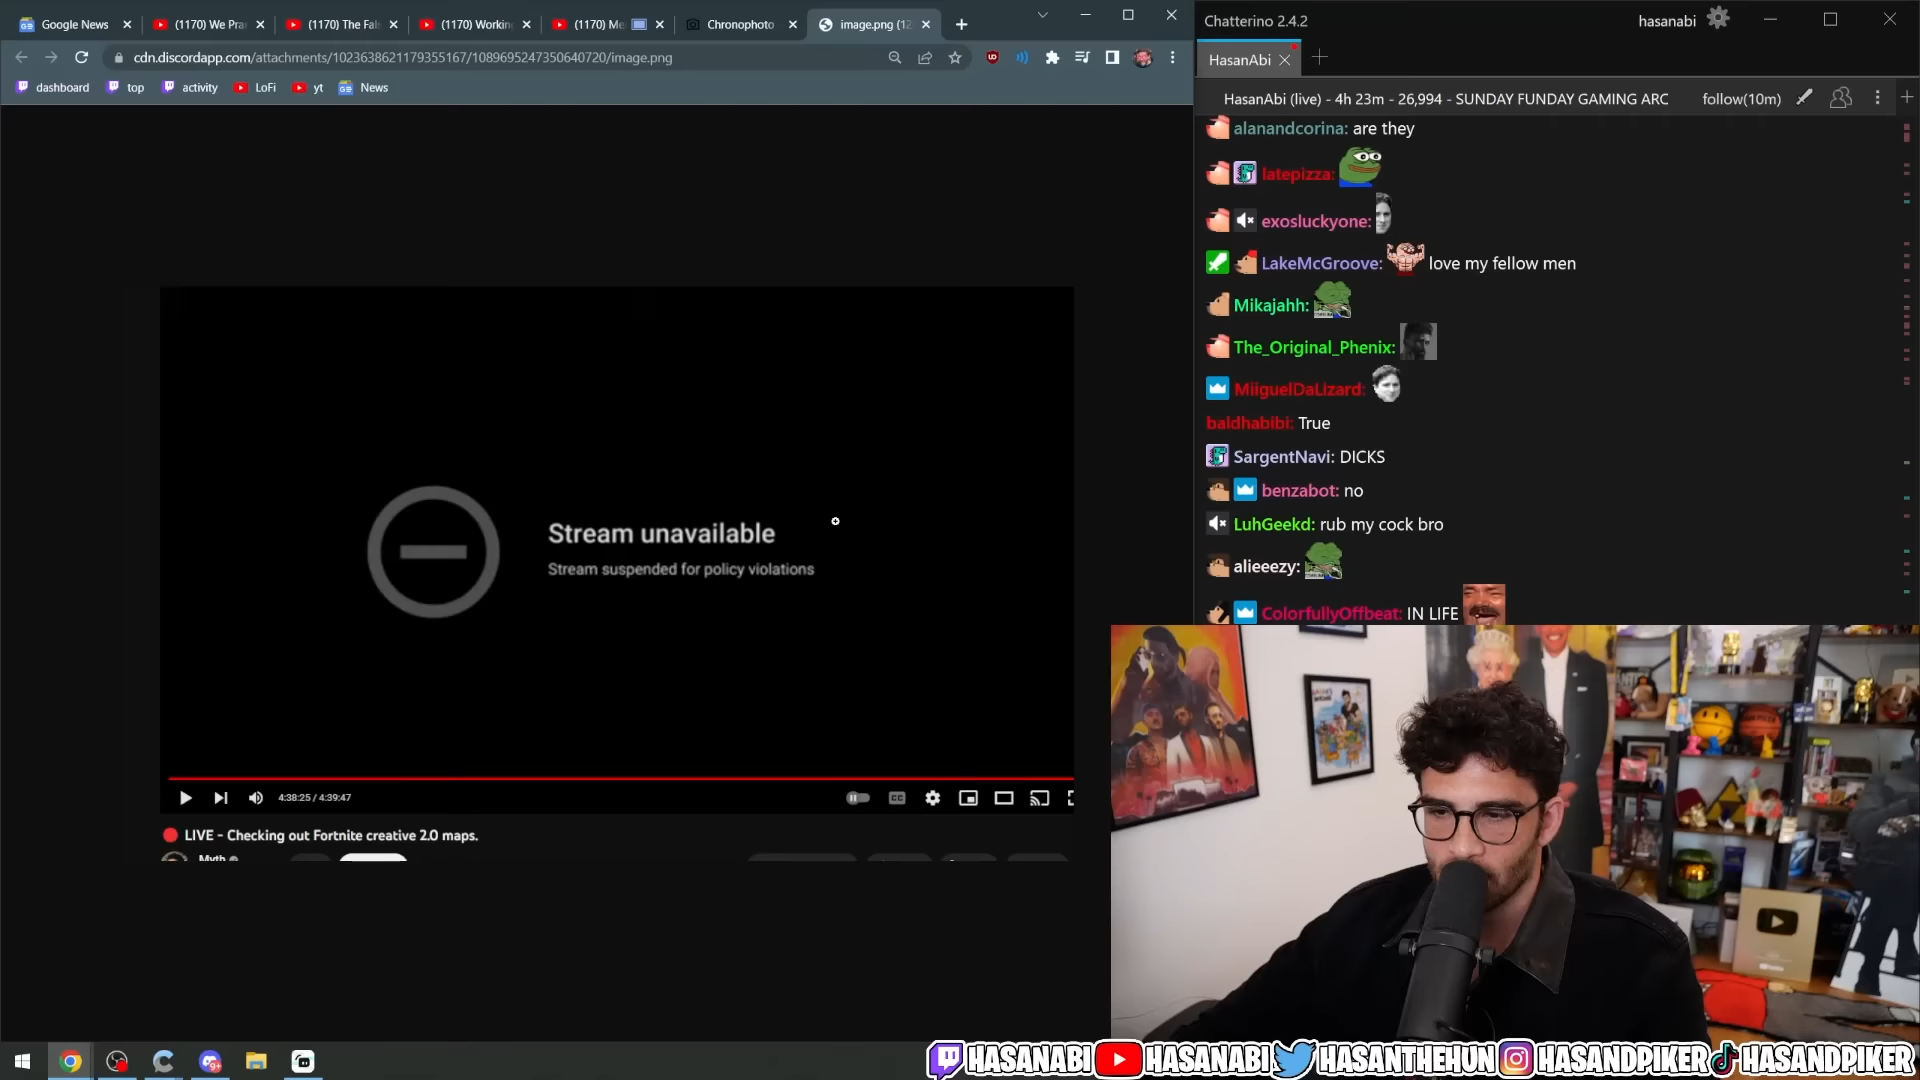 Google News
(1170) We Pra
(1170) The Fal
(1170) Working
(1170) Me
Chronophoto
image.png (12
cdn.discordapp.com/attachments/1023638621179355167/1089695247350640720/image.png
dashboard
top
activity
LoFi
yt
News
Stream unavailable
Stream suspended for policy violations
4:38:25 / 4:39:47
CC
LIVE - Checking out Fortnite creative 2.0 maps.
Myth
Chatterino 2.4.2
hasanabi
HasanAbi
HasanAbi (live) - 4h 23m - 26,994 - SUNDAY FUNDAY GAMING ARC
follow(10m)
alanandcorina: are they
latepizza:
exosluckyone:
LakeMcGroove: love my fellow men
Mikajahh:
The_Original_Phenix:
MiiguelDaLizard:
baldhabibi: True
SargentNavi: DICKS
benzabot: no
LuhGeekd: rub my cock bro
alieeezy:
ColorfullyOffbeat: IN LIFE
HASANABI
HASANABI
HASANTHEHUN
HASANDPIKER
HASANDPIKER